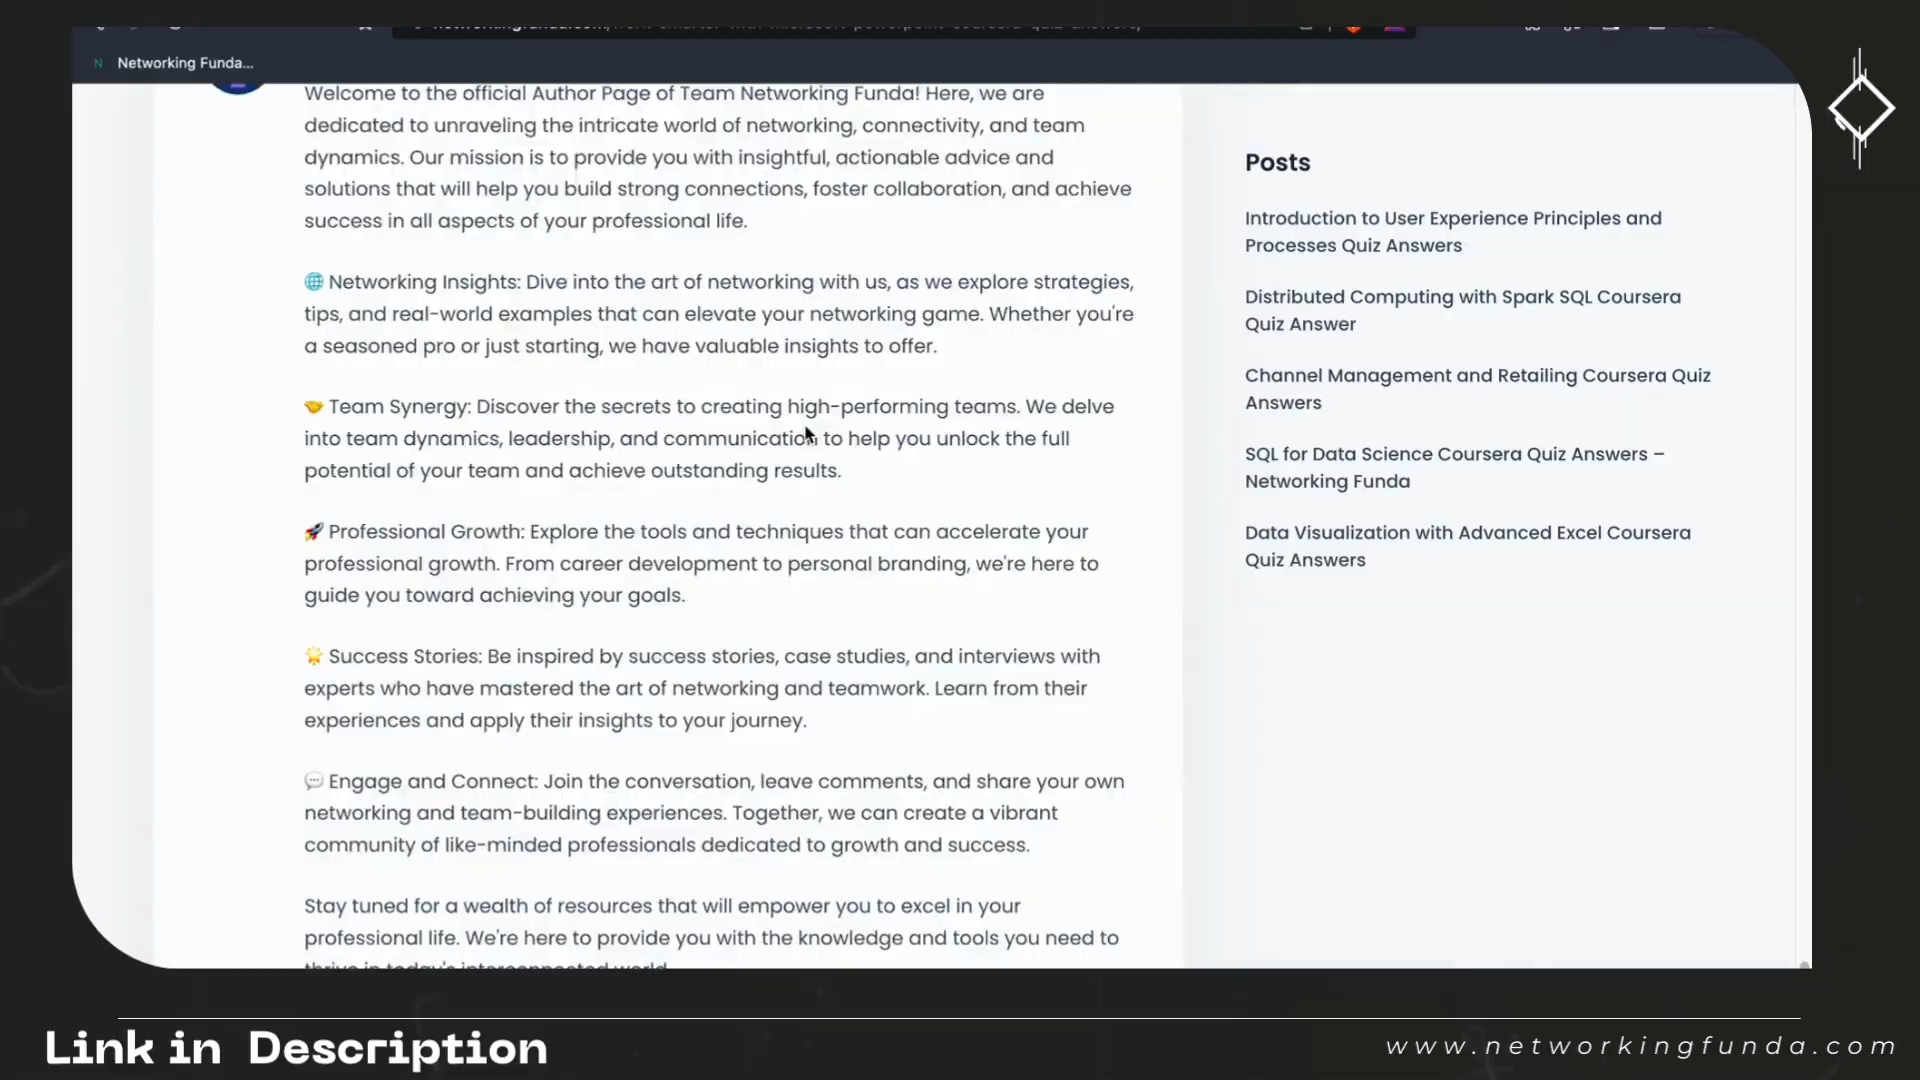 N Networking Funda...
Welcome to the official Author Page of Team Networking Funda! Here, we are
dedicated to unraveling the intricate world of networking, connectivity, and team
dynamics. Our mission is to provide you with insightful, actionable advice and
solutions that will help you build strong connections, foster collaboration, and achieve
success in all aspects of your professional life.
🌐 Networking Insights: Dive into the art of networking with us, as we explore strategies,
tips, and real-world examples that can elevate your networking game. Whether you're
a seasoned pro or just starting, we have valuable insights to offer.
🤝 Team Synergy: Discover the secrets to creating high-performing teams. We delve
into team dynamics, leadership, and communication to help you unlock the full
potential of your team and achieve outstanding results.
🚀 Professional Growth: Explore the tools and techniques that can accelerate your
professional growth. From career development to personal branding, we're here to
guide you toward achieving your goals.
🌟 Success Stories: Be inspired by success stories, case studies, and interviews with
experts who have mastered the art of networking and teamwork. Learn from their
experiences and apply their insights to your journey.
💬 Engage and Connect: Join the conversation, leave comments, and share your own
networking and team-building experiences. Together, we can create a vibrant
community of like-minded professionals dedicated to growth and success.
Stay tuned for a wealth of resources that will empower you to excel in your
professional life. We're here to provide you with the knowledge and tools you need to
thrive in today's interconnected world.
Posts
Introduction to User Experience Principles and
Processes Quiz Answers
Distributed Computing with Spark SQL Coursera
Quiz Answer
Channel Management and Retailing Coursera Quiz
Answers
SQL for Data Science Coursera Quiz Answers –
Networking Funda
Data Visualization with Advanced Excel Coursera
Quiz Answers
Link in Description
www.networkingfunda.com